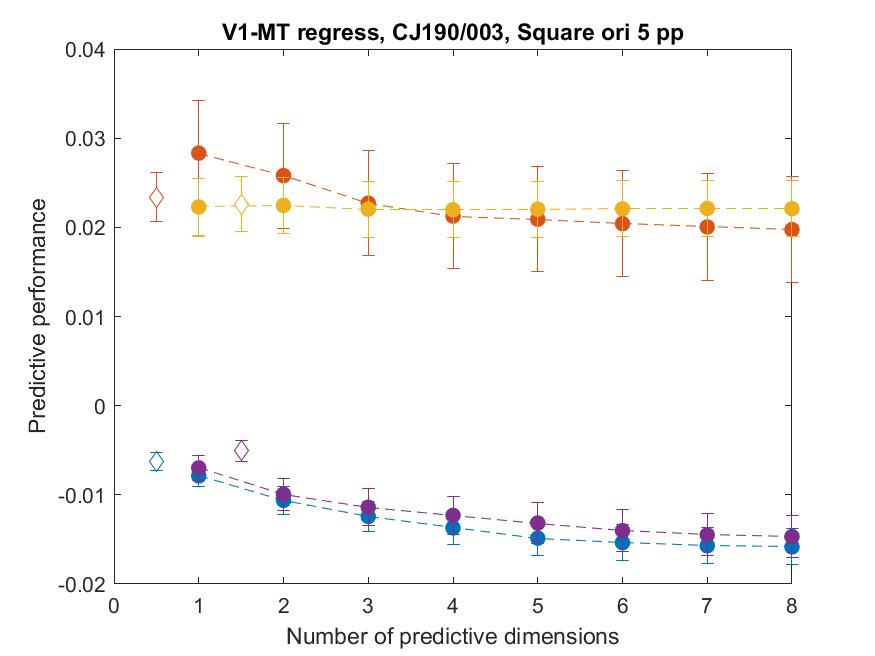 V1-MT regress, CJ190/003, Square ori 5 pp
0.04
0.03
0.02
0.01
0
-0.01
-0.02
Predictive performance
0 1 2 3 4 5 6 7 8
Number of predictive dimensions